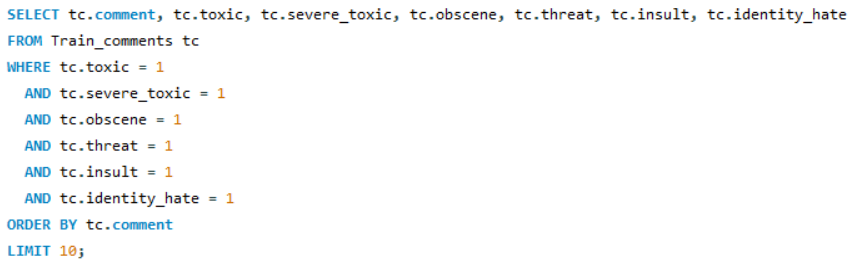 SELECT tc.comment, tc.toxic, tc.severe_toxic, tc.obscene, tc.threat, tc.insult, tc.identity_hate
FROM Train_comments tc
WHERE tc.toxic = 1
  AND tc.severe_toxic = 1
  AND tc.obscene = 1
  AND tc.threat = 1
  AND tc.insult = 1
  AND tc.identity_hate = 1
ORDER BY tc.comment
LIMIT 10;